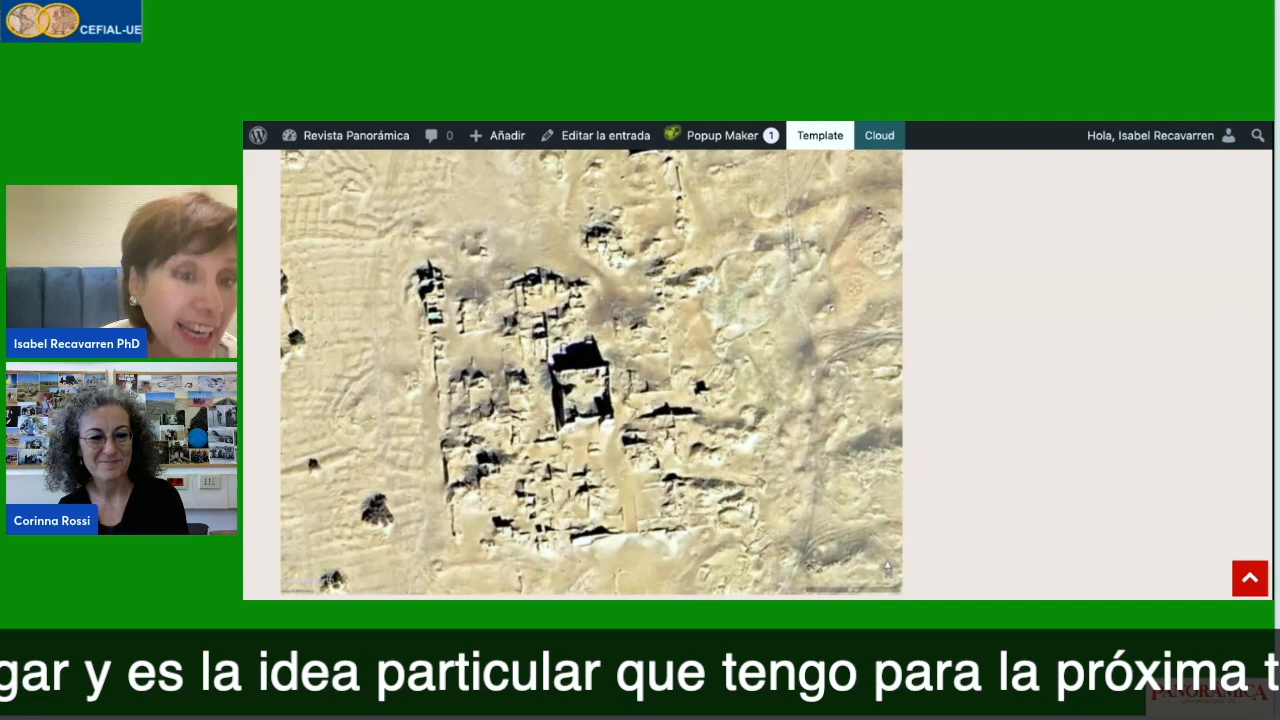 CEFIAL-UE
Revista Panorámica 0 Añadir Editar la entrada Popup Maker 1 Template Cloud Hola, Isabel Recavarren
Isabel Recavarren PhD
Corinna Rossi
gar y es la idea particular que tengo para la próxima t
PANORAMICA